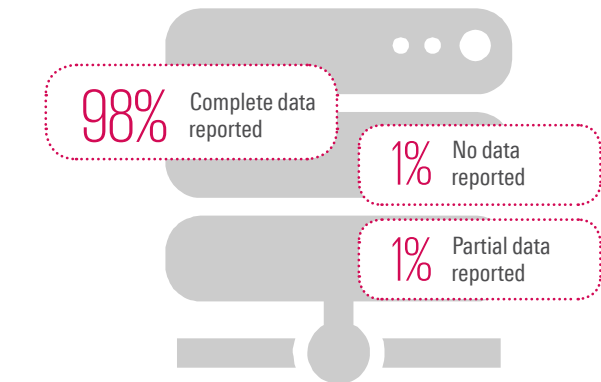 98% Complete data
reported
1% No data
reported
1% Partial data
reported